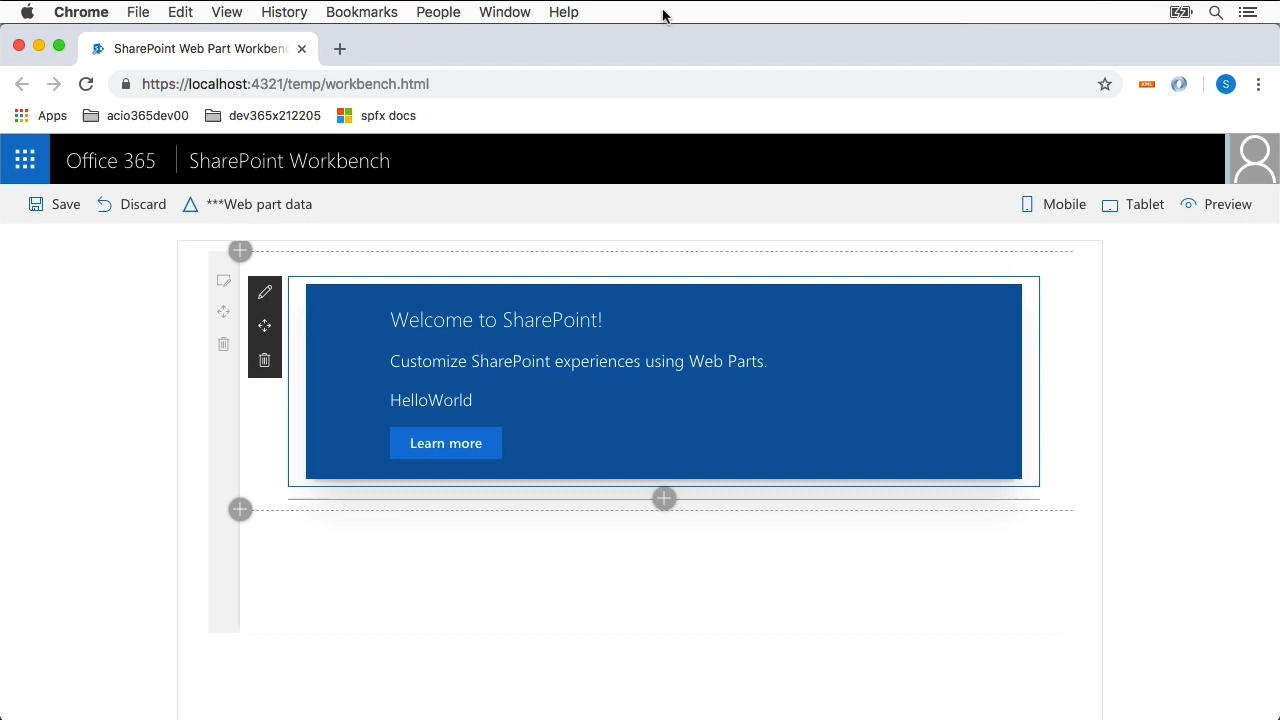 Chrome File Edit View History Bookmarks People Window Help
SharePoint Web Part Workben
https://localhost:4321/temp/workbench.html
XML
S
Apps acio365dev00 dev365x212205 spfx docs
Office 365 SharePoint Workbench
Save Discard ***Web part data Mobile Tablet Preview
Welcome to SharePoint!
Customize SharePoint experiences using Web Parts.
HelloWorld
Learn more